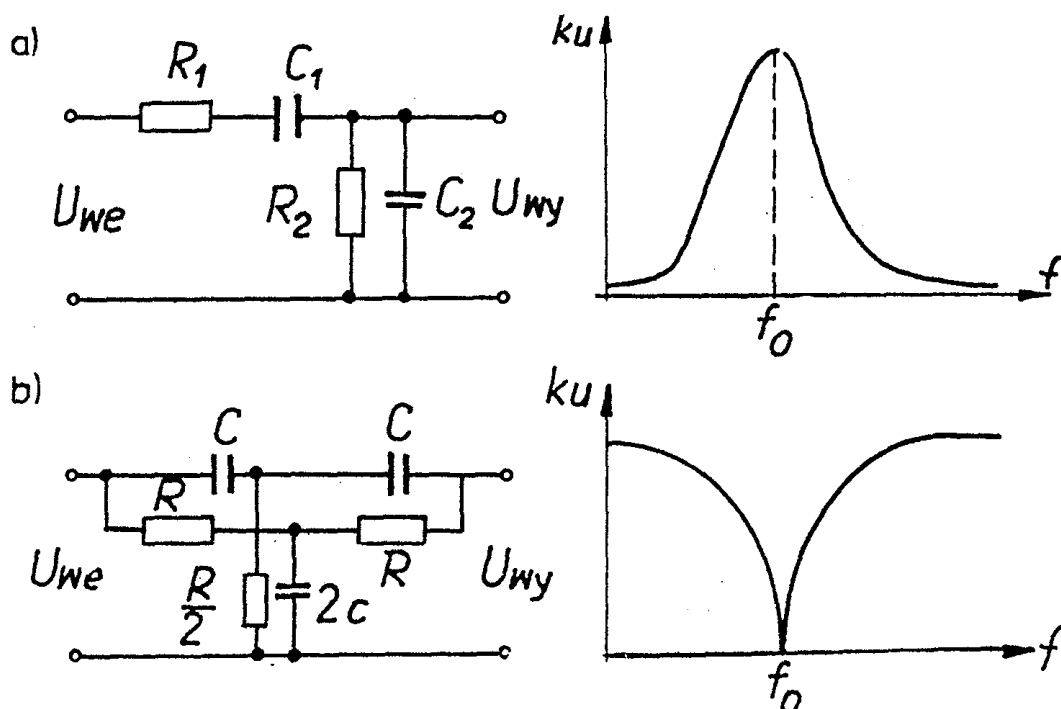 a)
R₁ C₁
R₂ C₂
Uwe Uwy
ku
f₀
f
b)
C C
R R
R/2 2c
Uwe Uwy
ku
f₀
f